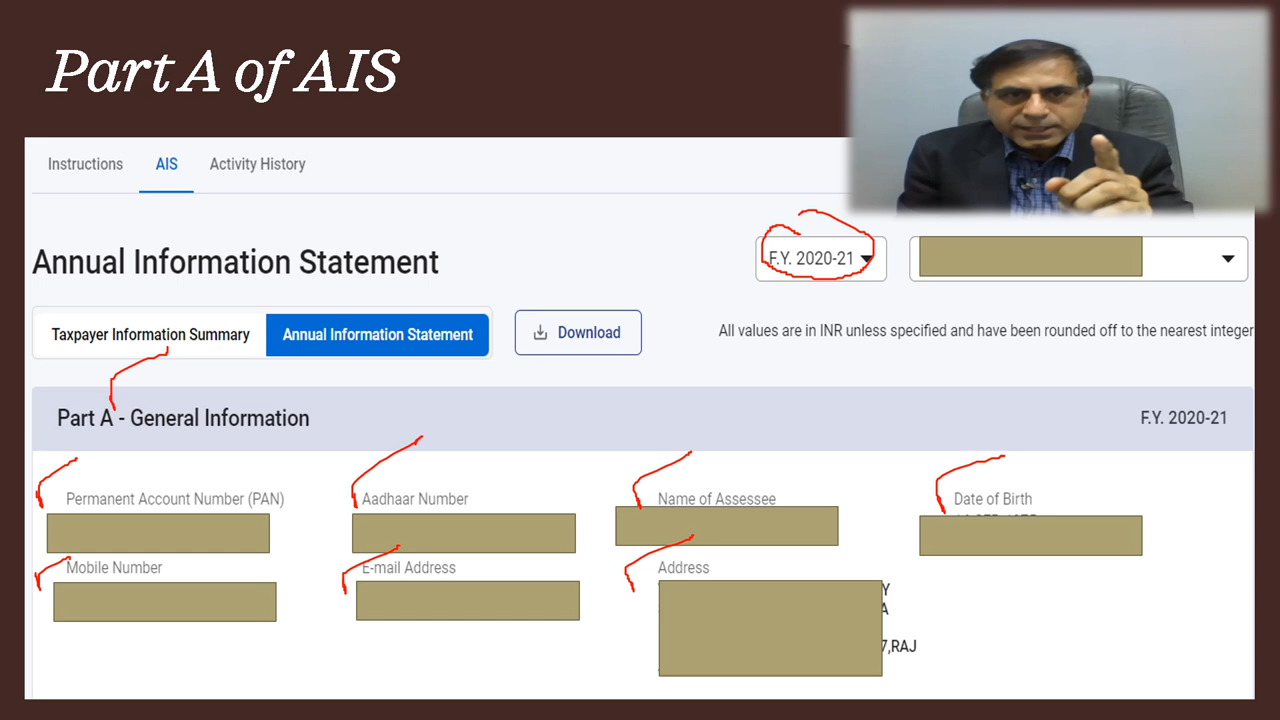 Part A of AIS
Instructions AIS Activity History
Annual Information Statement
F.Y. 2020-21
Taxpayer Information Summary Annual Information Statement Download
All values are in INR unless specified and have been rounded off to the nearest integer
Part A - General Information F.Y. 2020-21
Permanent Account Number (PAN) Aadhaar Number Name of Assessee Date of Birth
Mobile Number E-mail Address Address
Y
A
7,RAJ